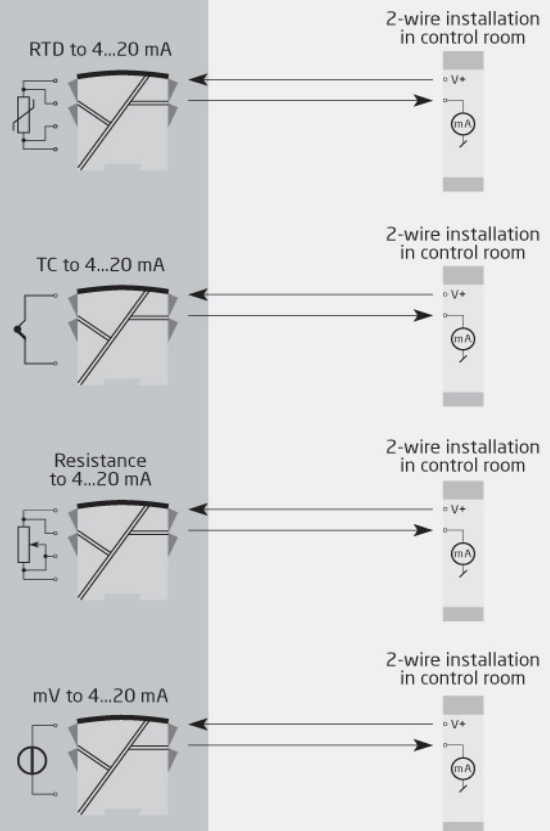 2-wire installation
in control room
RTD to 4...20 mA
V+
mA
2-wire installation
in control room
TC to 4...20 mA
V+
mA
2-wire installation
in control room
Resistance
to 4...20 mA
V+
mA
2-wire installation
in control room
mV to 4...20 mA
V+
mA